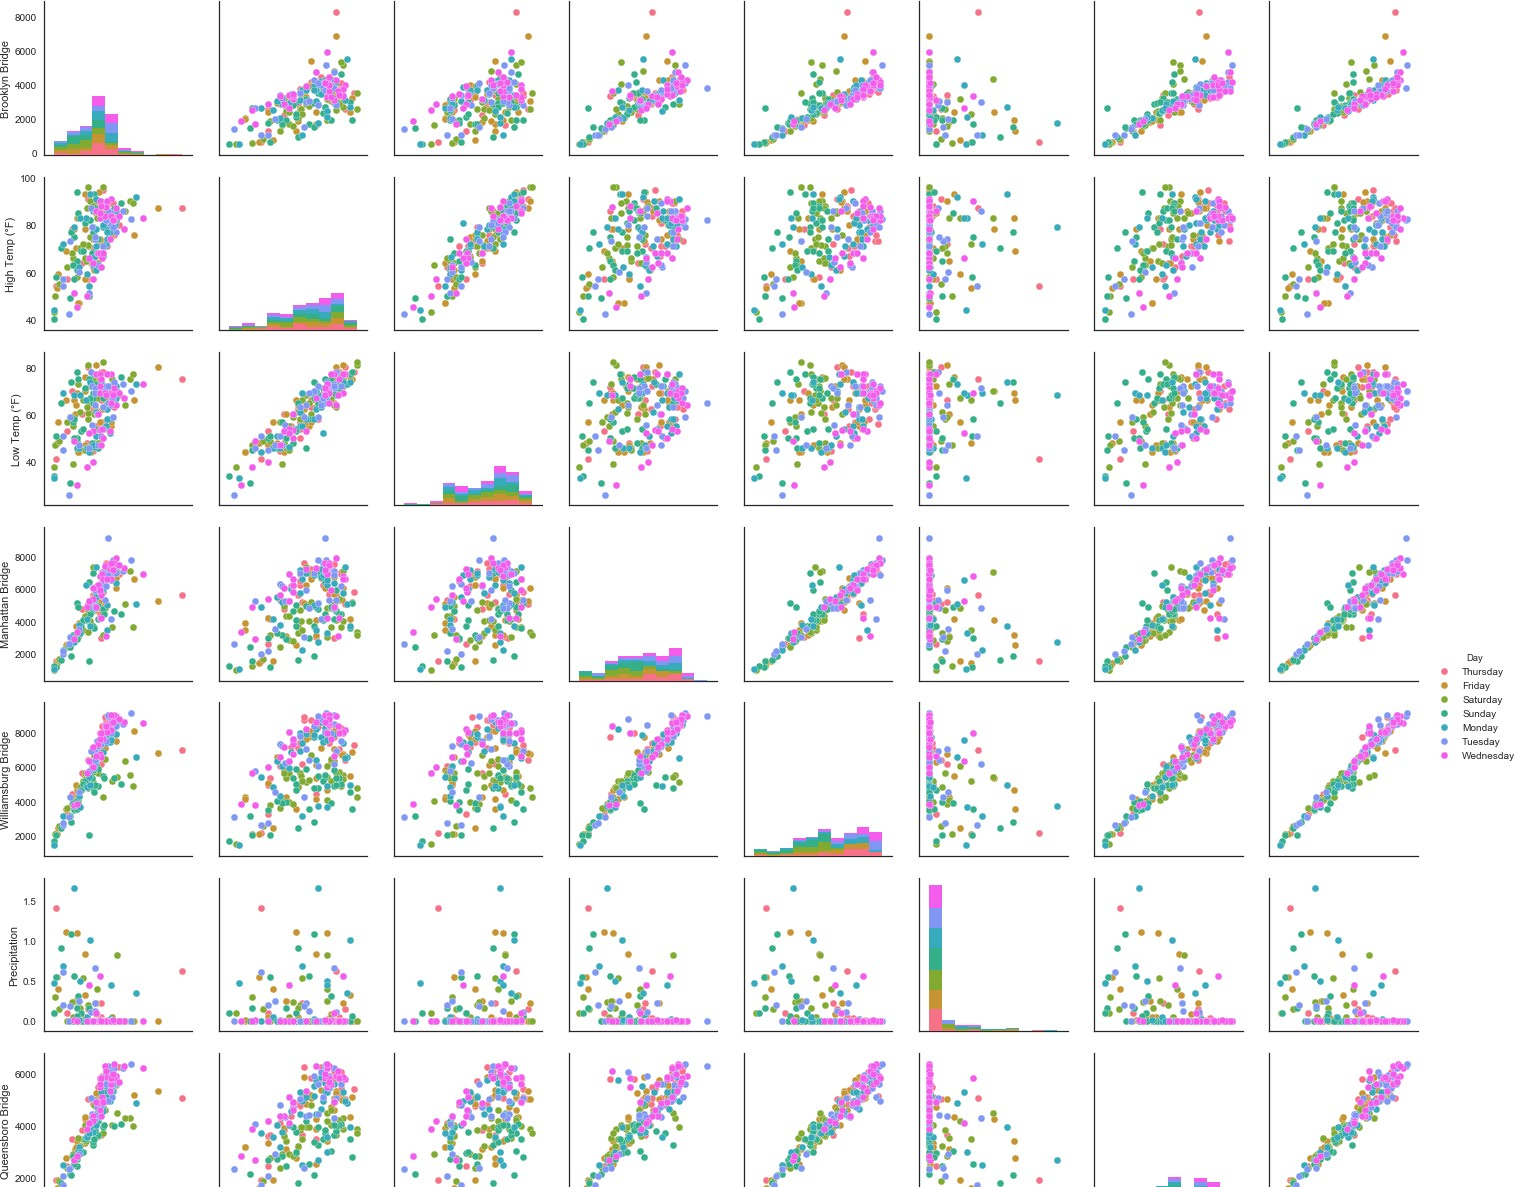 8000
6000
4000
2000
0
Brooklyn Bridge
100
80
60
40
High Temp (°F)
80
60
40
Low Temp (°F)
8000
6000
4000
2000
Manhattan Bridge
8000
6000
4000
2000
Williamsburg Bridge
1.5
1.0
0.5
0.0
Precipitation
6000
4000
2000
Queensboro Bridge
Day
Thursday
Friday
Saturday
Sunday
Monday
Tuesday
Wednesday